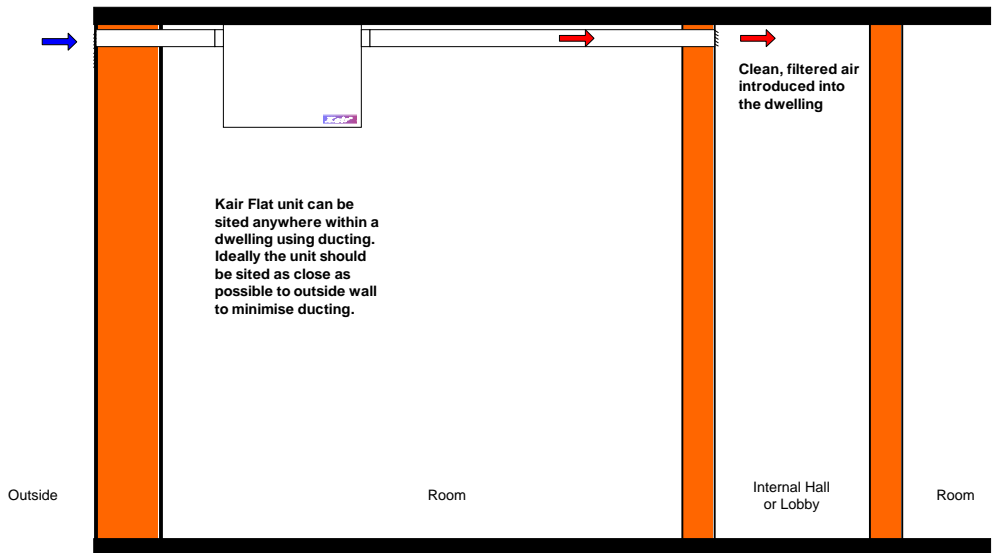 Clean, filtered air
introduced into
the dwelling
Kair
Kair Flat unit can be
sited anywhere within a
dwelling using ducting.
Ideally the unit should
be sited as close as
possible to outside wall
to minimise ducting.
Outside
Room
Internal Hall
or Lobby
Room